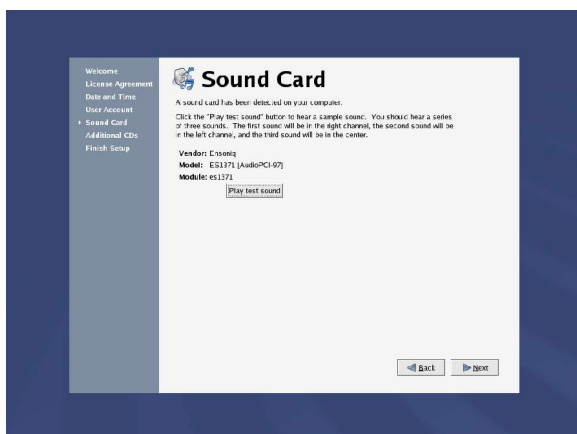 Welcome
License Agreement
Date and Time
User Account
Sound Card
Additional CDs
Finish Setup
Sound Card
A sound card has been detected on your computer.
Click the "Play test sound" button to hear a sample sound. You should hear a series
of three sounds. The first sound will be in the right channel, the second sound will be
in the left channel, and the third sound will be in the center.
Vendor: Ensoniq
Model: ES1371 [AudioPCI-97]
Module: es1371
Play test sound
Back
Next